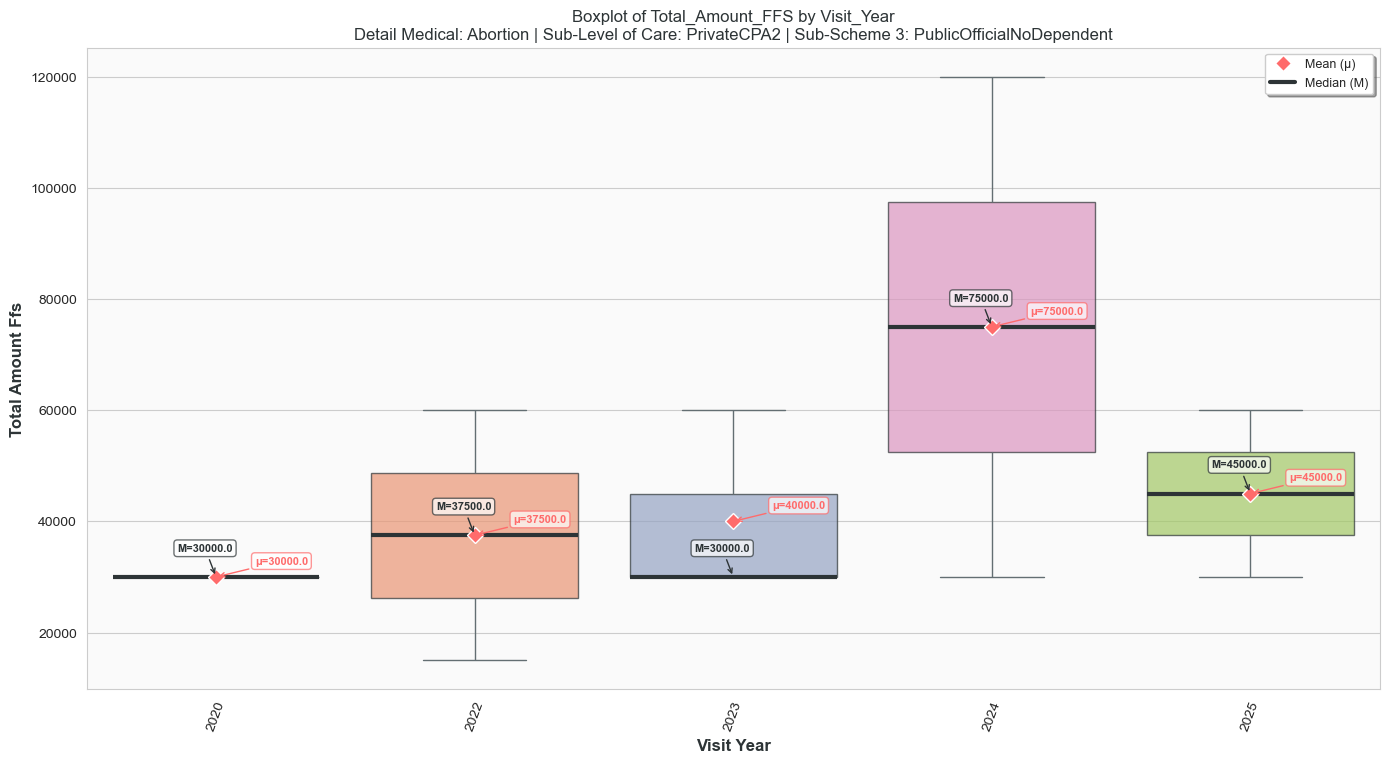 Boxplot of Total_Amount_FFS by Visit_Year
Detail Medical: Abortion | Sub-Level of Care: PrivateCPA2 | Sub-Scheme 3: PublicOfficialNoDependent
Mean (μ)
Median (M)
Total Amount Ffs
120000
100000
80000
60000
40000
20000
M=30000.0
μ=30000.0
M=37500.0
μ=37500.0
μ=40000.0
M=30000.0
M=75000.0
μ=75000.0
M=45000.0
μ=45000.0
2020
2022
2023
2024
2025
Visit Year